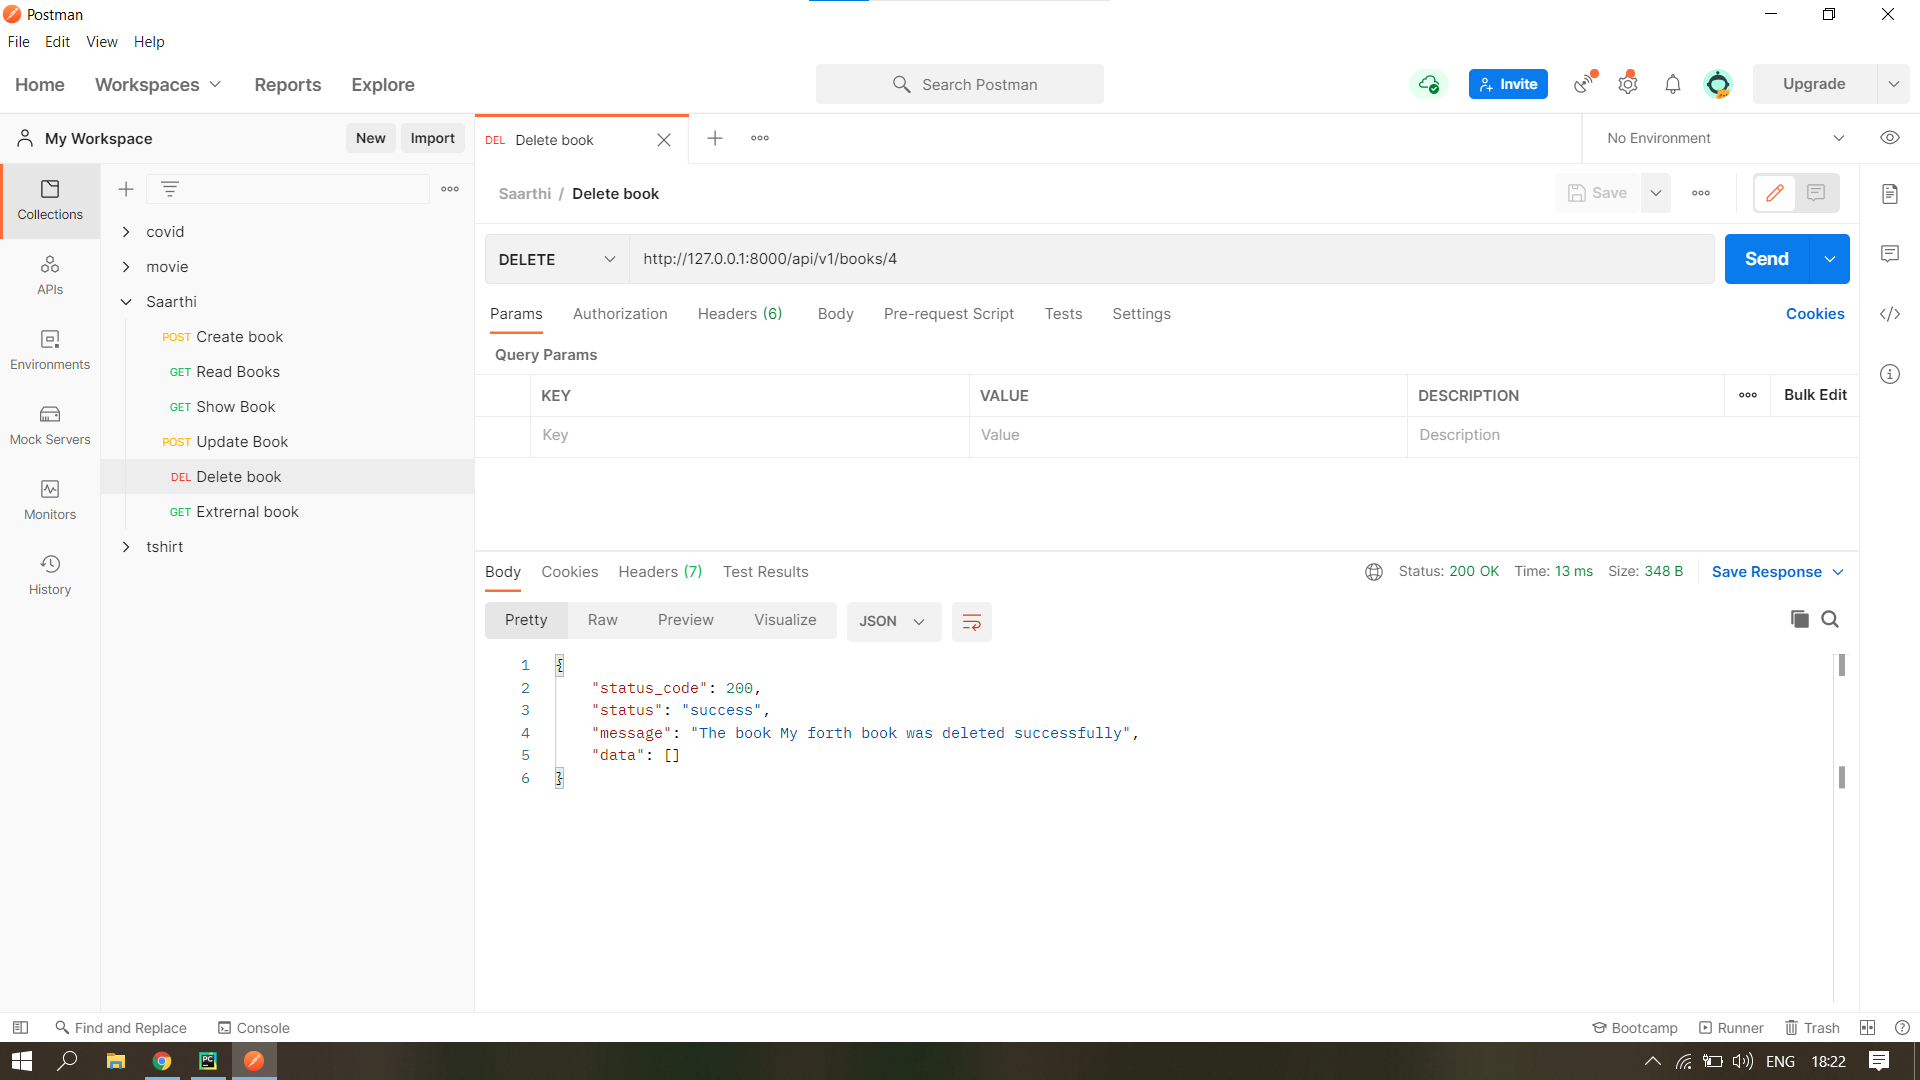 Postman
File Edit View Help
Home Workspaces Reports Explore
Search Postman
Invite
Upgrade
My Workspace
New Import
DEL Delete book
No Environment
Collections
APIs
Environments
Mock Servers
Monitors
History
covid
movie
Saarthi
POST Create book
GET Read Books
GET Show Book
POST Update Book
DEL Delete book
GET Extrernal book
tshirt
Saarthi / Delete book
Save
DELETE http://127.0.0.1:8000/api/v1/books/4
Send
Params Authorization Headers (6) Body Pre-request Script Tests Settings
Cookies
Query Params
KEY VALUE DESCRIPTION
Bulk Edit
Key Value Description
Body Cookies Headers (7) Test Results
Status: 200 OK Time: 13 ms Size: 348 B
Save Response
Pretty Raw Preview Visualize JSON
1 {
2 "status_code": 200,
3 "status": "success",
4 "message": "The book My forth book was deleted successfully",
5 "data": []
6 }
Find and Replace Console
Bootcamp Runner Trash
PC
ENG 18:22